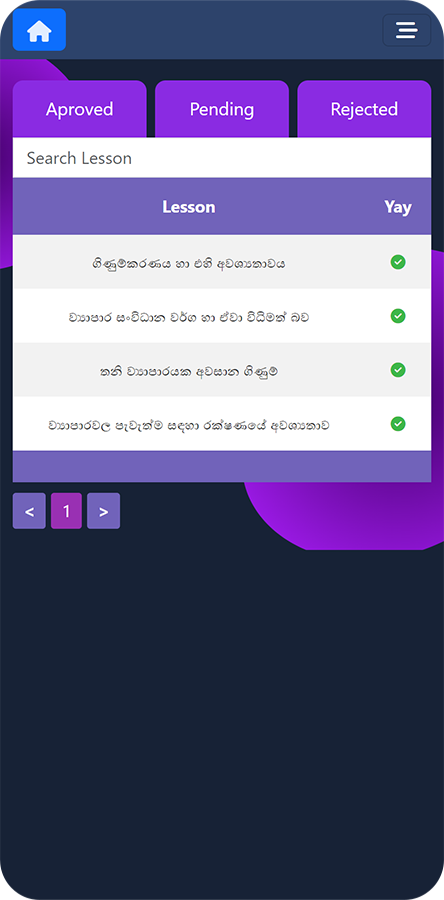 Aproved
Pending
Rejected
Search Lesson
Lesson Yay
ගිණුම්කරණය හා එහි අවශ්‍යතාවය
ව්‍යාපාර සංවිධාන වර්ග හා ඒවා විධිමත් බව
තනි ව්‍යාපාරයක අවසාන ගිණුම්
ව්‍යාපාරවල පැවැත්ම සඳහා රක්ෂණයේ අවශ්‍යතාව
< 1 >